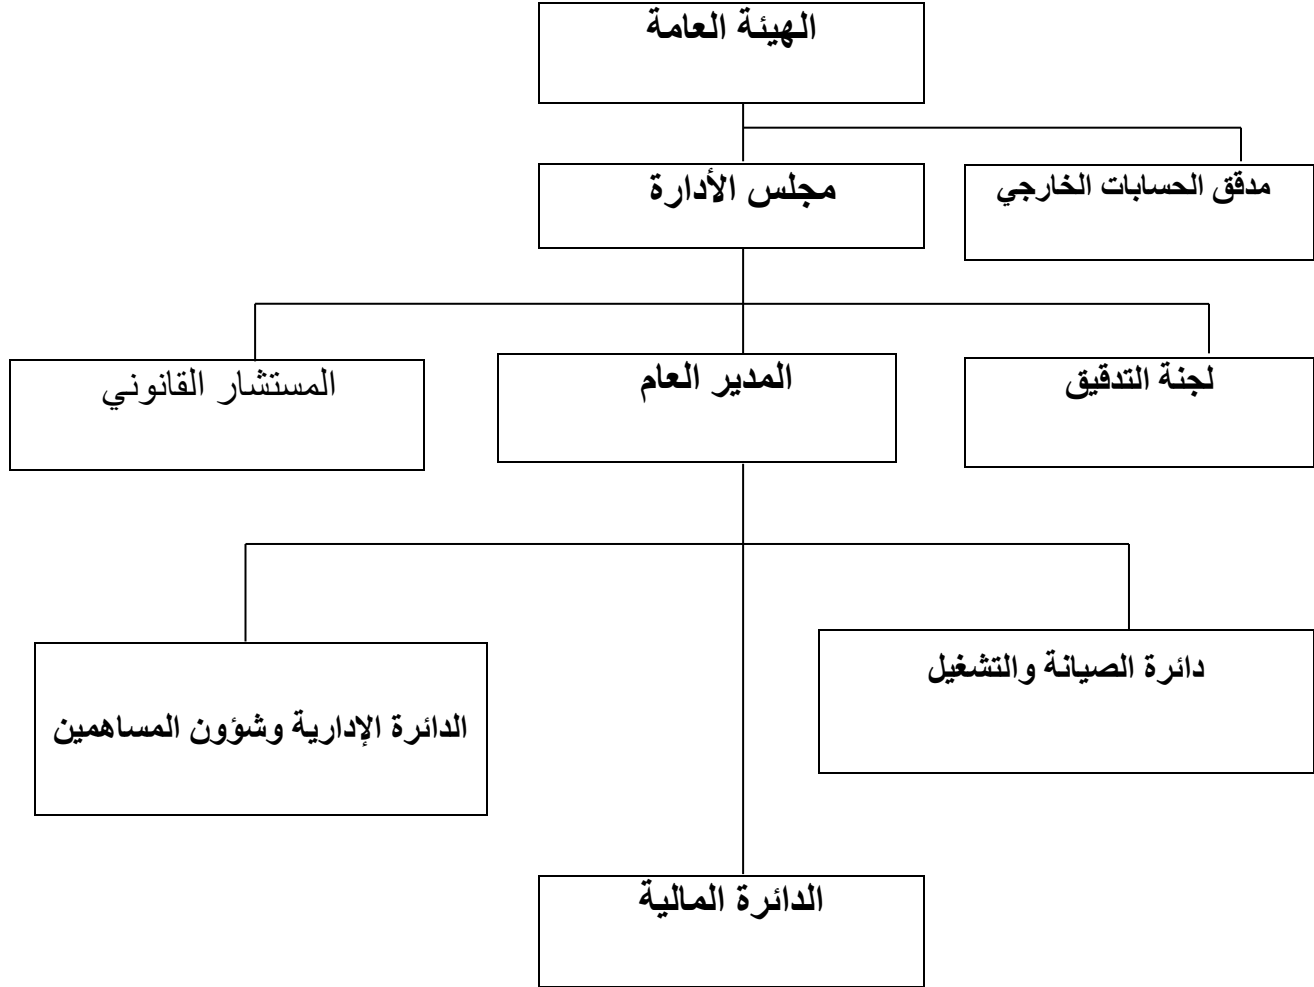 الهيئة العامة
مجلس الأدارة
مدقق الحسابات الخارجي
لجنة التدقيق
المدير العام
المستشار القانوني
دائرة الصيانة والتشغيل
الدائرة الإدارية وشؤون المساهمين
الدائرة المالية